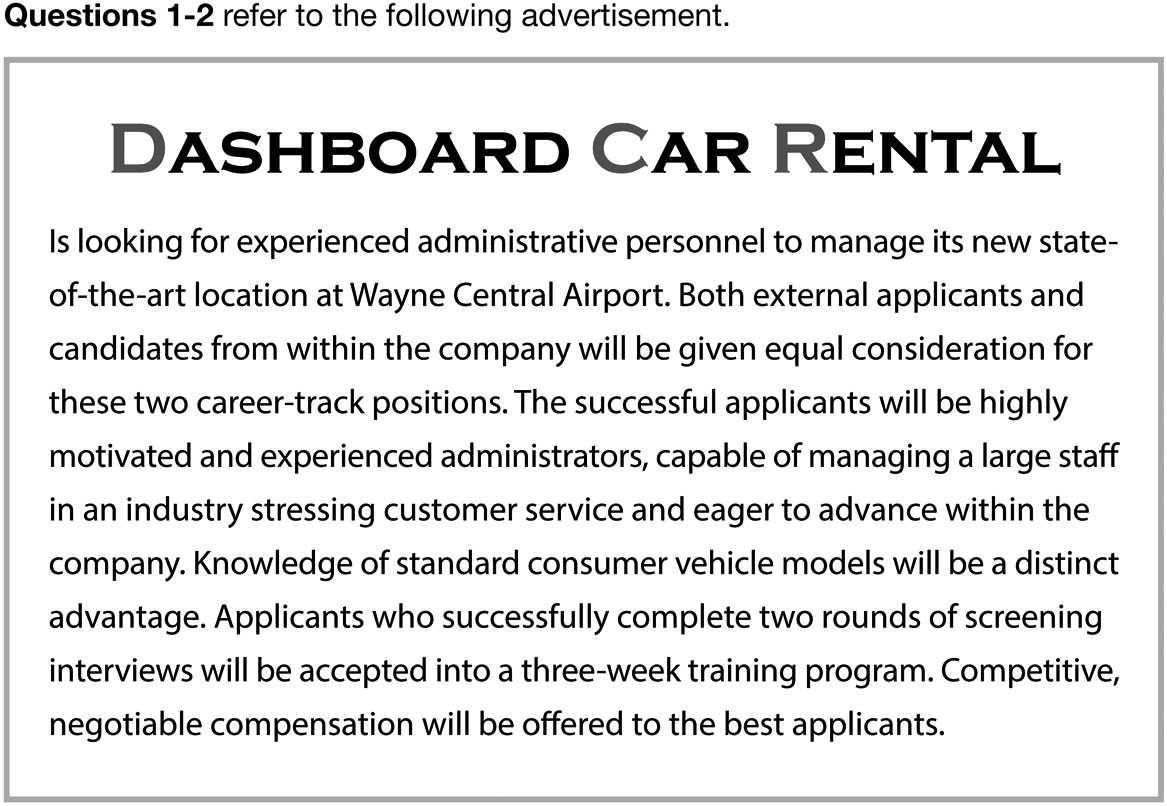 Questions 1-2 refer to the following advertisement.
DASHBOARD CAR RENTAL
Is looking for experienced administrative personnel to manage its new state-
of-the-art location at Wayne Central Airport. Both external applicants and
candidates from within the company will be given equal consideration for
these two career-track positions. The successful applicants will be highly
motivated and experienced administrators, capable of managing a large staff
in an industry stressing customer service and eager to advance within the
company. Knowledge of standard consumer vehicle models will be a distinct
advantage. Applicants who successfully complete two rounds of screening
interviews will be accepted into a three-week training program. Competitive,
negotiable compensation will be offered to the best applicants.